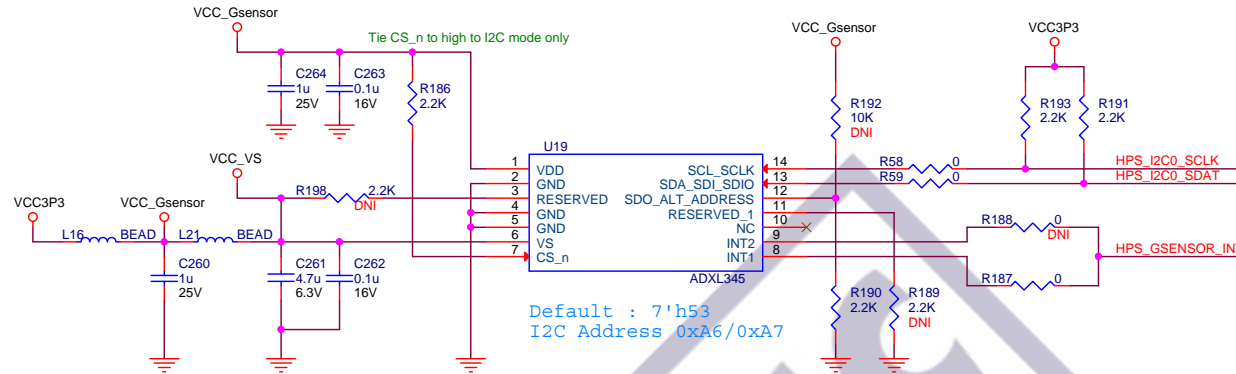 VCC_Gsensor
Tie CS_n to high to I2C mode only
C264
1u
25V
C263
0.1u
16V
R186
2.2K
VCC_Gsensor
R192
10K
DNI
VCC3P3
R193
2.2K
R191
2.2K
U19
1 VDD
2 GND
3 RESERVED
4 GND
5 GND
6 VS
7 CS_n
SCL_SCLK 14
SDA_SDI_SDIO 13
SDO_ALT_ADDRESS 12
RESERVED_1 11
NC 10
INT2 9
INT1 8
ADXL345
R58 0
R59 0
HPS_I2C0_SCLK
HPS_I2C0_SDAT
VCC_VS
R198 2.2K
DNI
VCC3P3
VCC_Gsensor
L16 BEAD
L21 BEAD
C260
1u
25V
C261
4.7u
6.3V
C262
0.1u
16V
R188 0
DNI
HPS_GSENSOR_INT
R187 0
R190
2.2K
R189
2.2K
DNI
Default : 7'h53
I2C Address 0xA6/0xA7